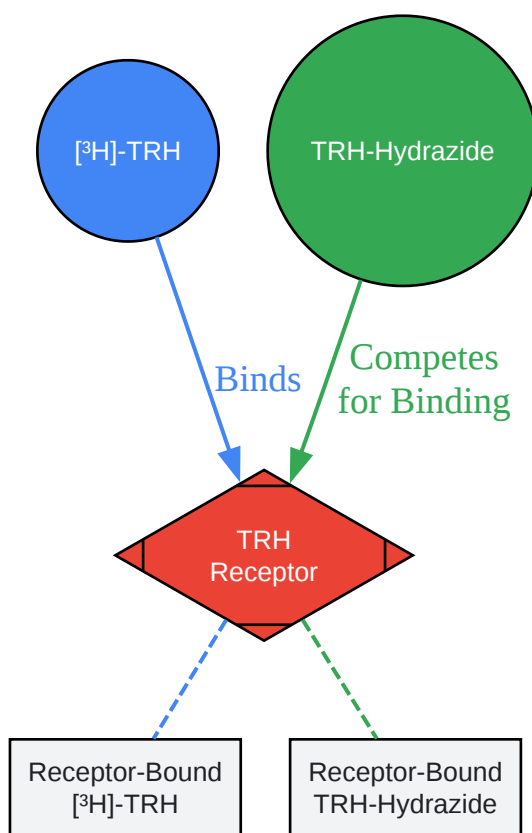 [³H]-TRH
TRH-Hydrazide
Binds
Competes
for Binding
TRH
Receptor
Receptor-Bound
[³H]-TRH
Receptor-Bound
TRH-Hydrazide